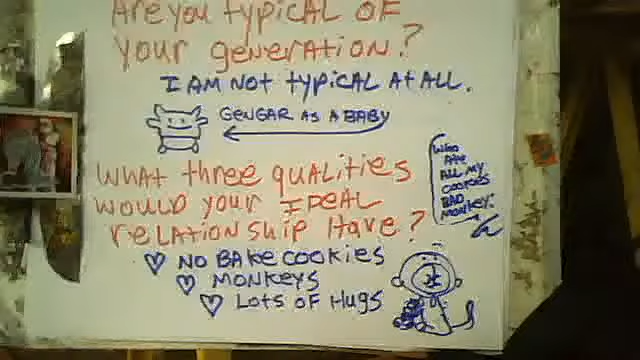 Are you typical of
your generation?
I AM NOT typical At ALL.
GENGAR AS A BABY
What three qualities
would your Ideal
relationship Have?
NO BAKE COOKIES
MONKEYS
LOTS OF HUgS
WHO
ATE
ALL MY
COOKIES
BAD
MONKEY.